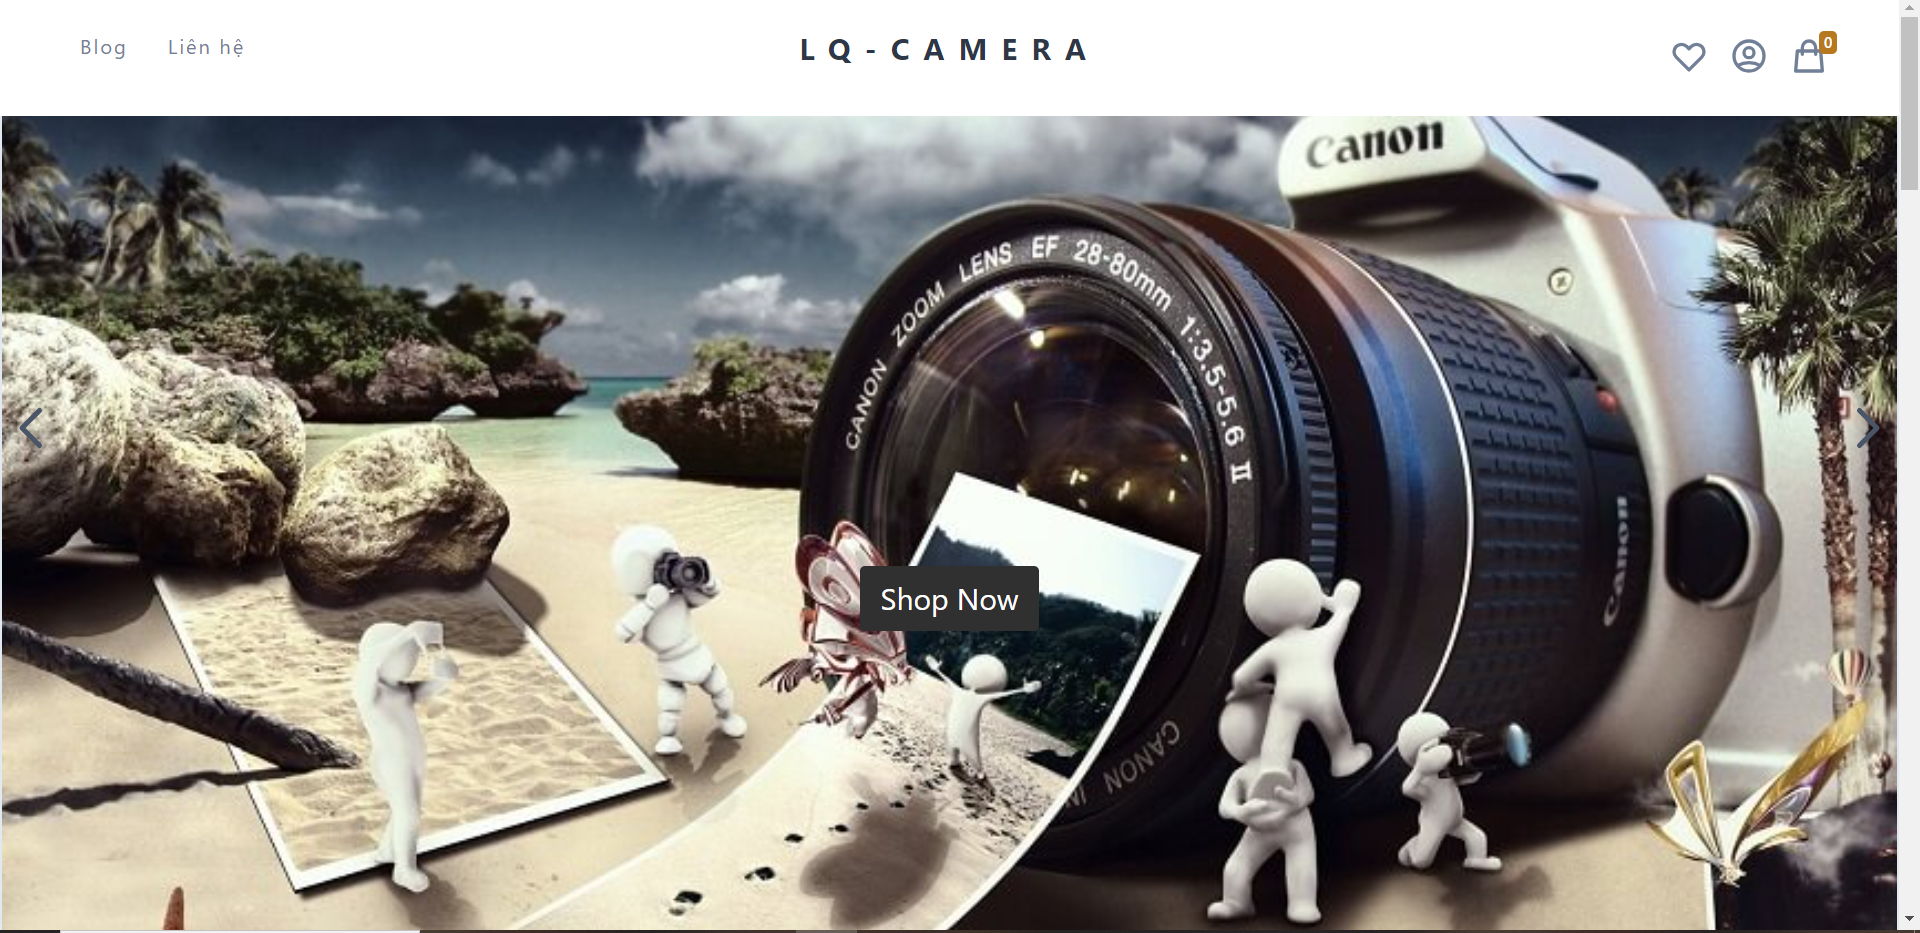 Blog
Liên hệ
LQ-CAMERA
0
Canon
CANON ZOOM LENS EF 28-80mm 1:3.5-5.6 II
Canon
Shop Now
CANON